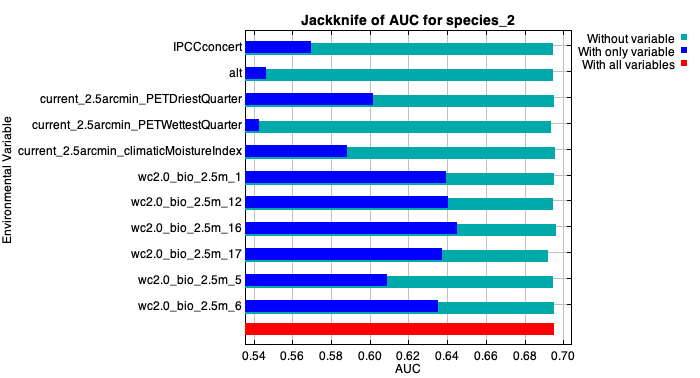 Jackknife of AUC for species_2
Without variable
With only variable
With all variables
Environmental Variable
IPCCconcert
alt
current_2.5arcmin_PETDriestQuarter
current_2.5arcmin_PETWettestQuarter
current_2.5arcmin_climaticMoistureIndex
wc2.0_bio_2.5m_1
wc2.0_bio_2.5m_12
wc2.0_bio_2.5m_16
wc2.0_bio_2.5m_17
wc2.0_bio_2.5m_5
wc2.0_bio_2.5m_6
0.54 0.56 0.58 0.60 0.62 0.64 0.66 0.68 0.70
AUC